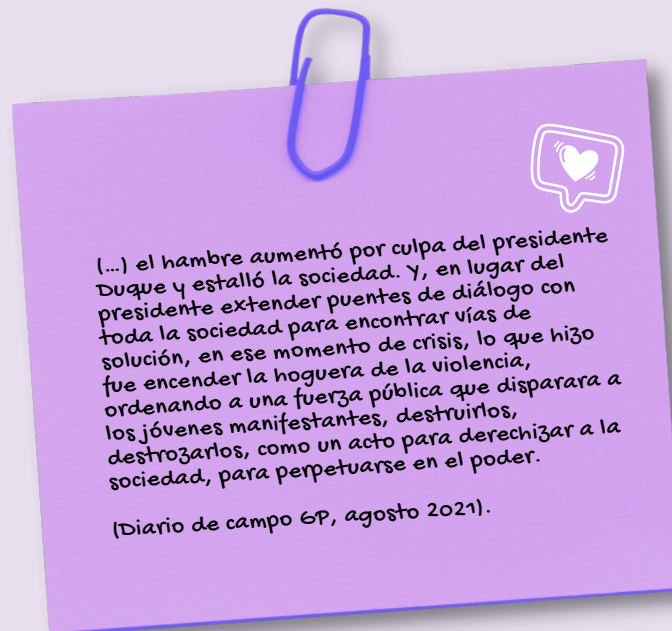 (...) el hambre aumentó por culpa del presidente
Duque y estalló la sociedad. Y, en lugar del
presidente extender puentes de diálogo con
toda la sociedad para encontrar vías de
solución, en ese momento de crisis, lo que hizo
fue encender la hoguera de la violencia,
ordenando a una fuerza pública que disparara a
los jóvenes manifestantes, destruirlos,
destrozarlos, como un acto para derechizar a la
sociedad, para perpetuarse en el poder.
(Diario de campo GP, agosto 2021).